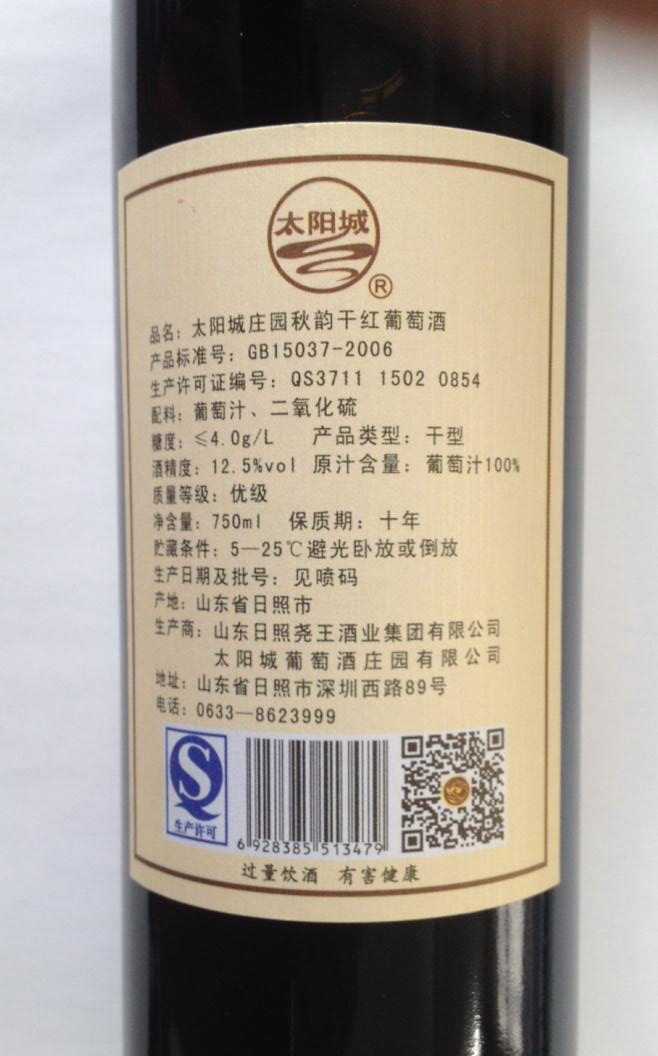 太阳城
®
品名：太阳城庄园秋韵干红葡萄酒
产品标准号：GB15037-2006
生产许可证编号：QS3711 1502 0854
配料：葡萄汁、二氧化硫
糖度：≤4.0g/L 产品类型：干型
酒精度：12.5%vol 原汁含量：葡萄汁100%
质量等级：优级
净含量：750ml 保质期：十年
贮藏条件：5—25℃避光卧放或倒放
生产日期及批号：见喷码
产地：山东省日照市
生产商：山东日照尧王酒业集团有限公司
太阳城葡萄酒庄园有限公司
地址：山东省日照市深圳西路89号
电话：0633—8623999
QS
生产许可
6 928385 513479
过量饮酒 有害健康